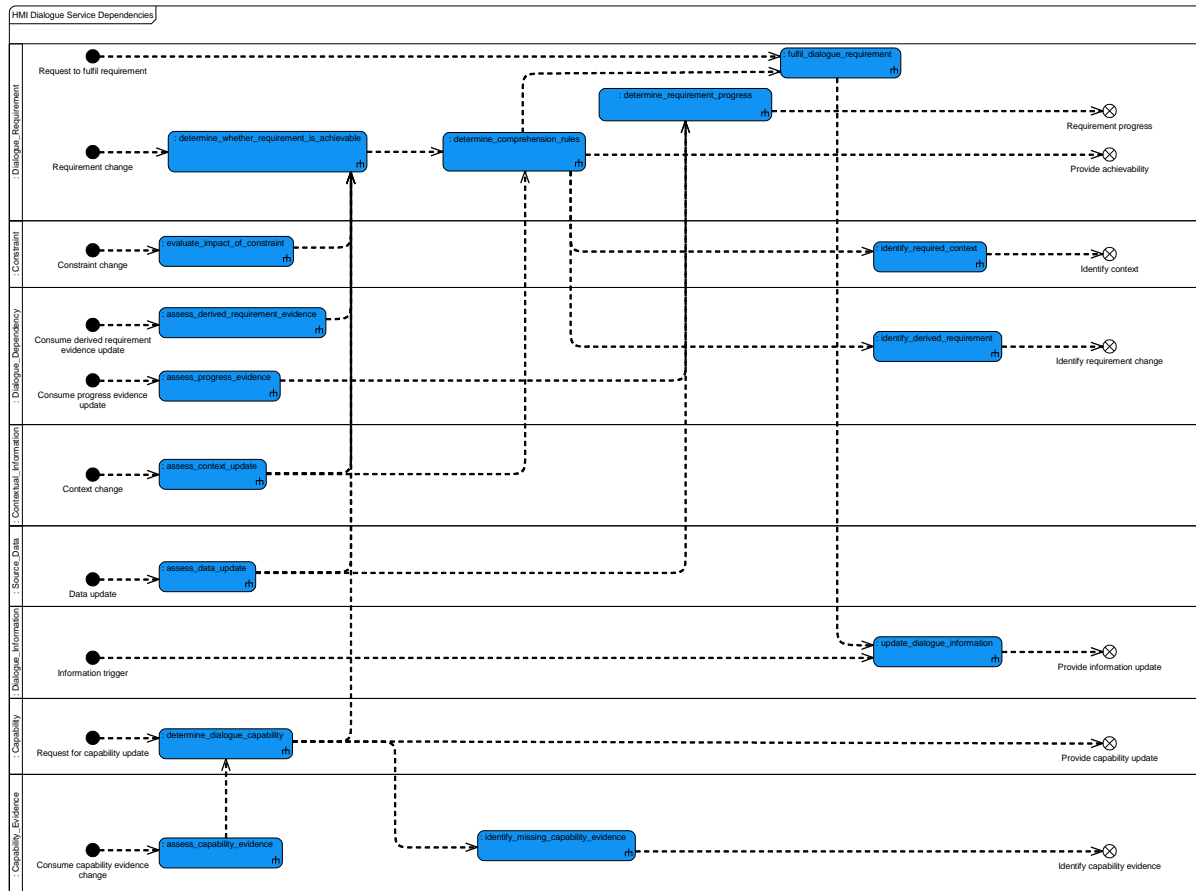 HMI Dialogue Service Dependencies
: Dialogue_Requirement
Request to fulfil requirement
: fulfil_dialogue_requirement
: determine_requirement_progress
Requirement progress
Requirement change
: determine_whether_requirement_is_achievable
: determine_comprehension_rules
Provide achievability
: Constraint
Constraint change
: evaluate_impact_of_constraint
: identify_required_context
Identify context
: Dialogue_Dependency
Consume derived requirement
evidence update
: assess_derived_requirement_evidence
: identify_derived_requirement
Identify requirement change
Consume progress evidence
update
: assess_progress_evidence
: Contextual_Information
Context change
: assess_context_update
: Source_Data
Data update
: assess_data_update
: Dialogue_Information
Information trigger
: update_dialogue_information
Provide information update
: Capability
Request for capability update
: determine_dialogue_capability
Provide capability update
: Capability_Evidence
Consume capability evidence
change
: assess_capability_evidence
: identify_missing_capability_evidence
Identify capability evidence